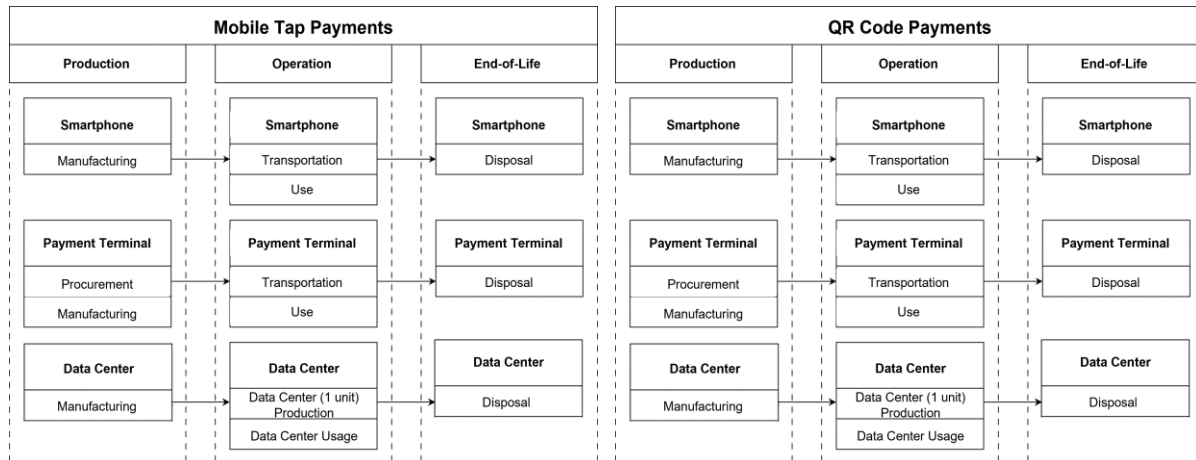 Mobile Tap Payments
Production
Operation
End-of-Life
Smartphone
Manufacturing
Smartphone
Transportation
Use
Smartphone
Disposal
Payment Terminal
Procurement
Manufacturing
Payment Terminal
Transportation
Use
Payment Terminal
Disposal
Data Center
Manufacturing
Data Center
Data Center (1 unit)
Production
Data Center Usage
Data Center
Disposal
QR Code Payments
Production
Operation
End-of-Life
Smartphone
Manufacturing
Smartphone
Transportation
Use
Smartphone
Disposal
Payment Terminal
Procurement
Manufacturing
Payment Terminal
Transportation
Use
Payment Terminal
Disposal
Data Center
Manufacturing
Data Center
Data Center (1 unit)
Production
Data Center Usage
Data Center
Disposal